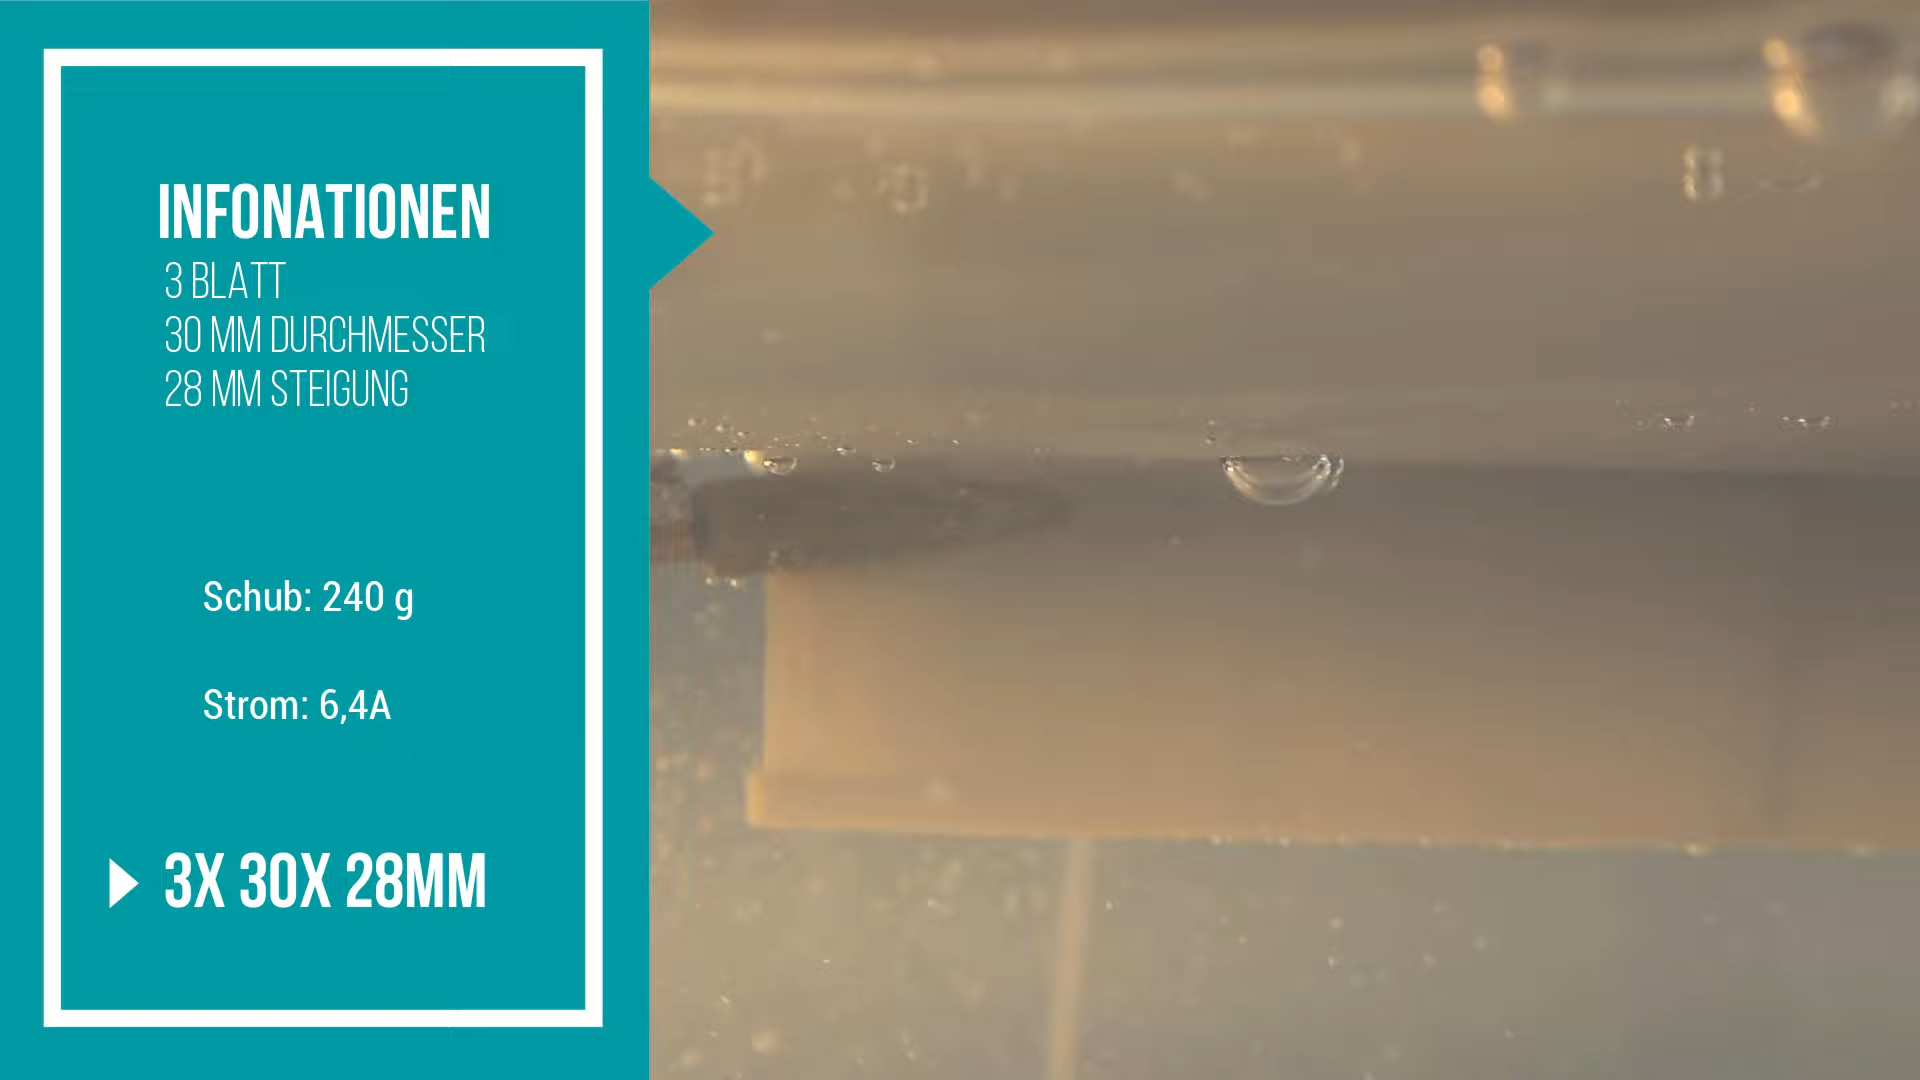 INFONATIONEN
3 BLATT
30 MM DURCHMESSER
28 MM STEIGUNG
Schub: 240 g
Strom: 6,4A
3X 30X 28MM